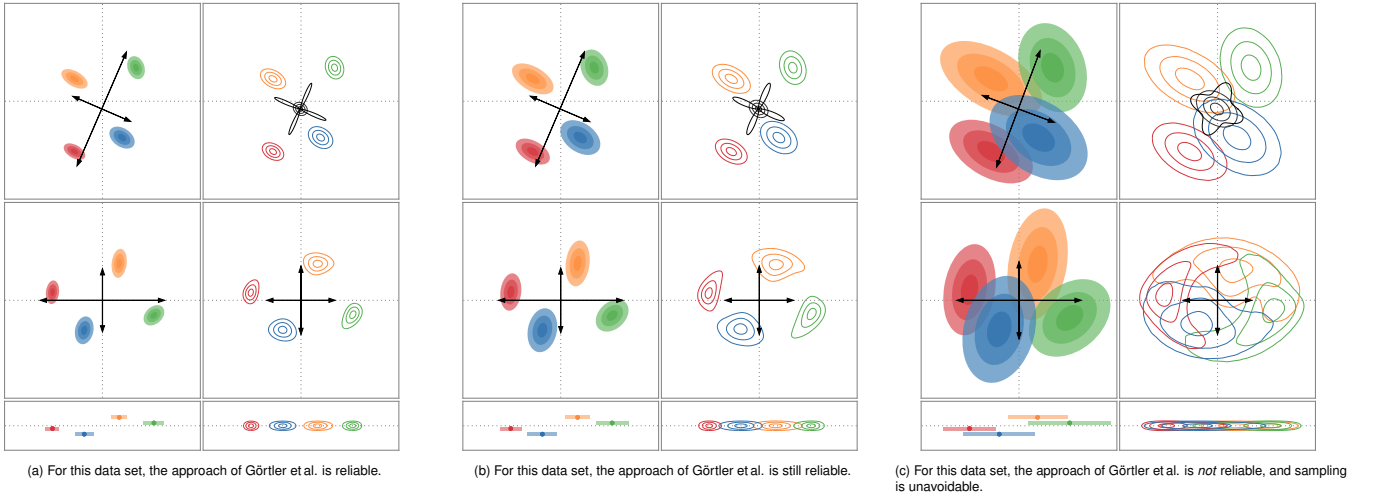 (a) For this data set, the approach of Görtler et al. is reliable.
(b) For this data set, the approach of Görtler et al. is still reliable.
(c) For this data set, the approach of Görtler et al. is not reliable, and sampling
is unavoidable.